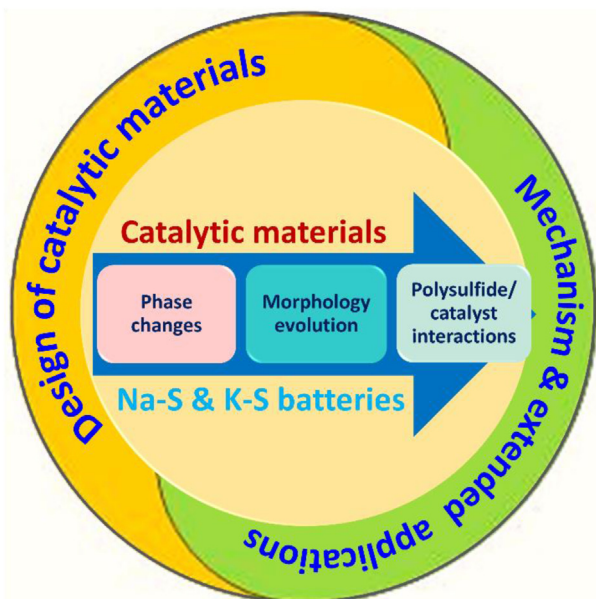 Design of catalytic materials
Mechanism & extended applications
Catalytic materials
Phase
changes
Morphology
evolution
Polysulfide/
catalyst
interactions
Na-S & K-S batteries